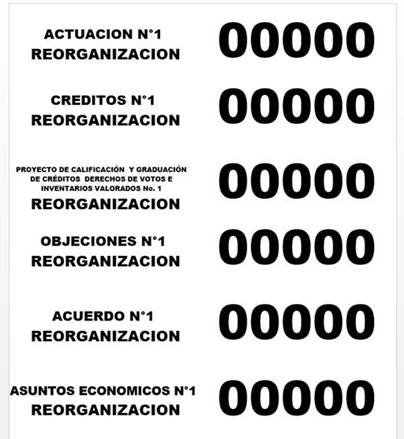 ACTUACION N°1
REORGANIZACION
00000
CREDITOS N°1
REORGANIZACION
00000
PROYECTO DE CALIFICACIÓN Y GRADUACIÓN
DE CRÉDITOS DERECHOS DE VOTOS E
INVENTARIOS VALORADOS No. 1
REORGANIZACION
00000
OBJECIONES N°1
REORGANIZACION
00000
ACUERDO N°1
REORGANIZACION
00000
ASUNTOS ECONOMICOS N°1
REORGANIZACION
00000